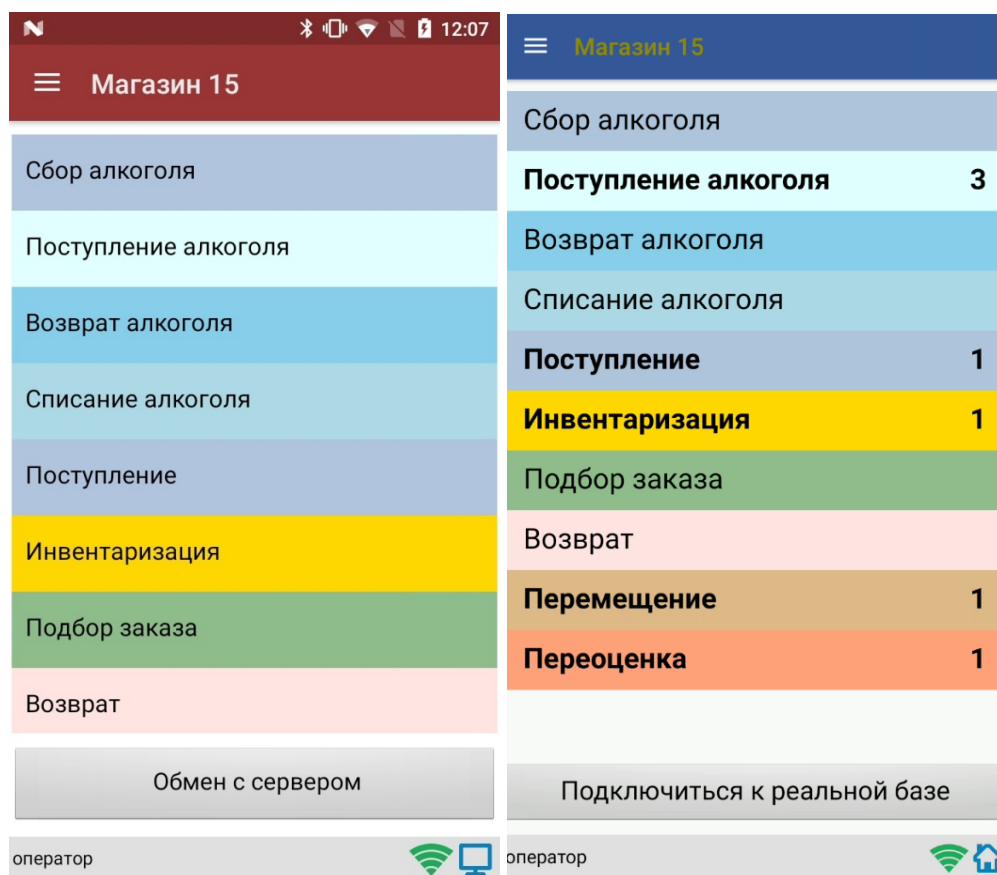 12:07
Магазин 15
Сбор алкоголя
Поступление алкоголя
Возврат алкоголя
Списание алкоголя
Поступление
Инвентаризация
Подбор заказа
Возврат
Обмен с сервером
оператор
Магазин 15
Сбор алкоголя
Поступление алкоголя 3
Возврат алкоголя
Списание алкоголя
Поступление 1
Инвентаризация 1
Подбор заказа
Возврат
Перемещение 1
Переоценка 1
Подключиться к реальной базе
оператор